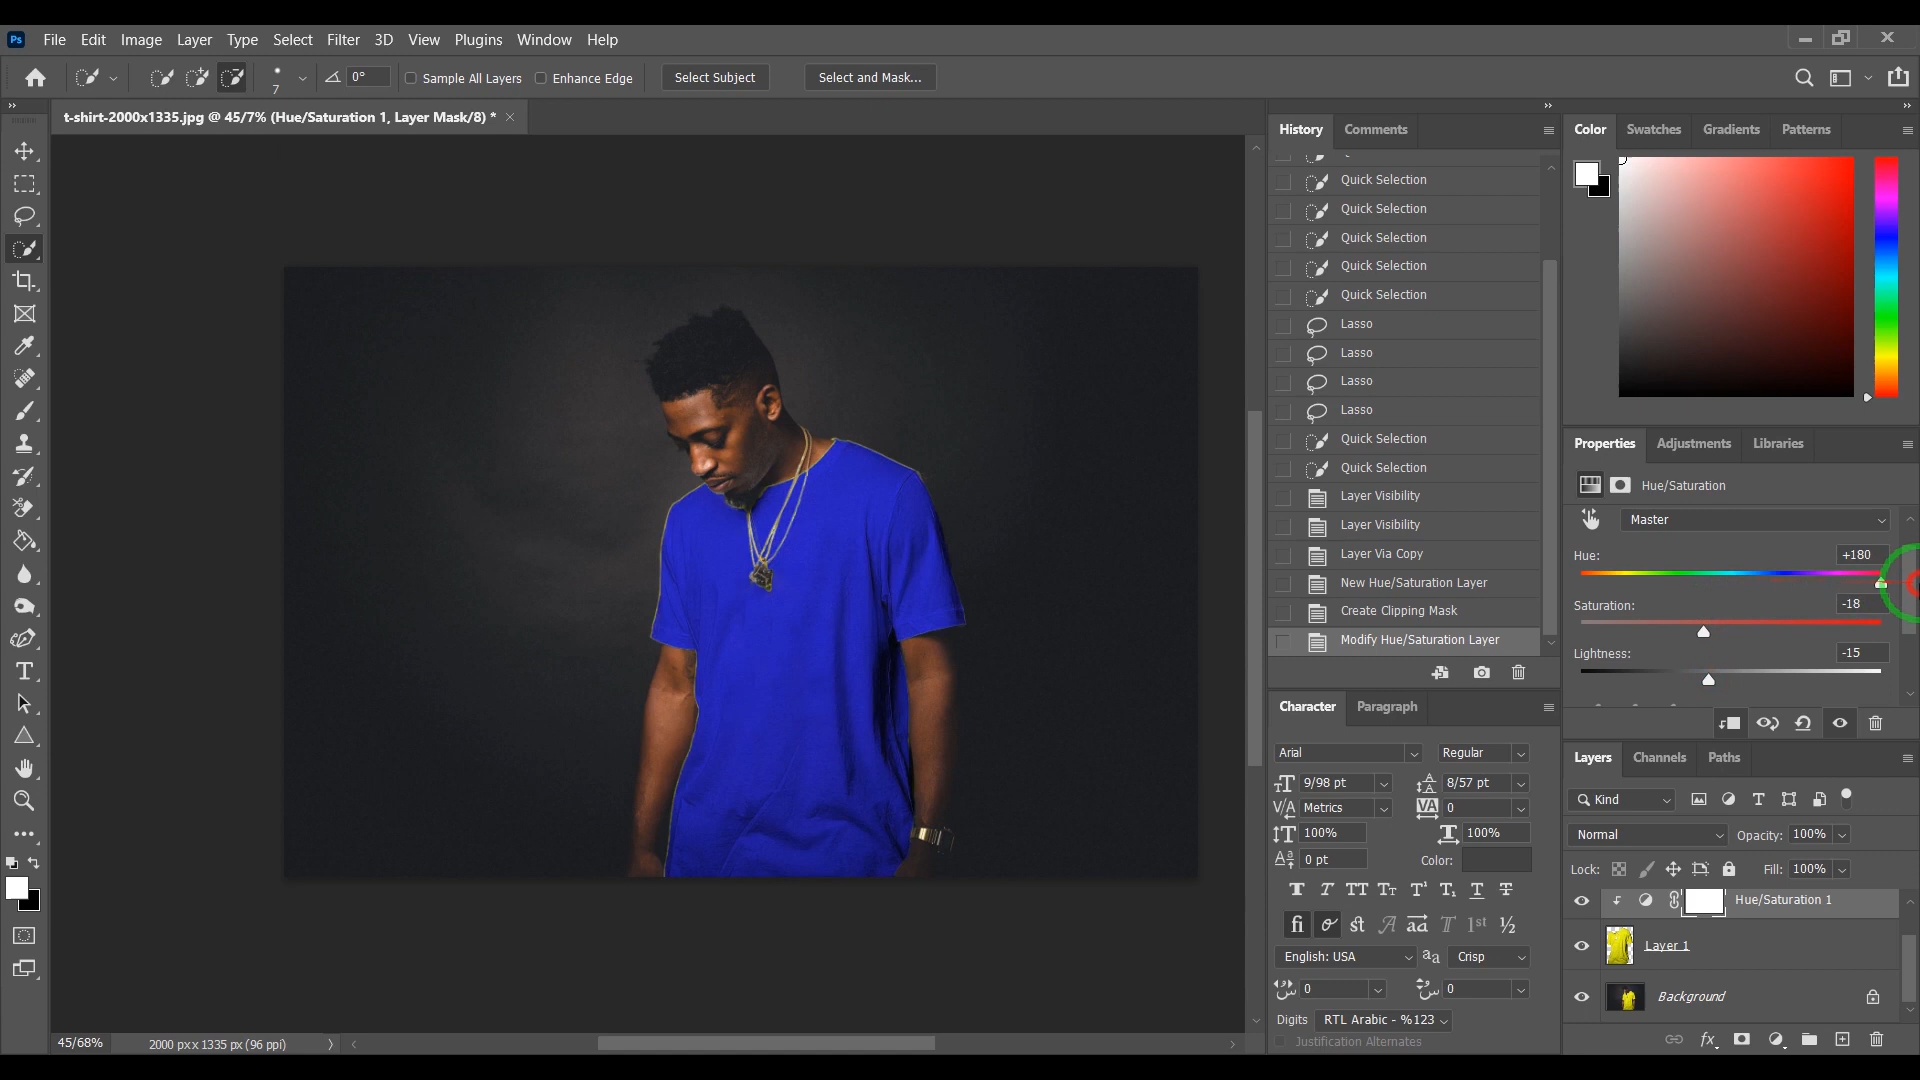 Ps File Edit Image Layer Type Select Filter 3D View Plugins Window Help
7 0° Sample All Layers Enhance Edge Select Subject Select and Mask...
t-shirt-2000x1335.jpg @ 45/7% (Hue/Saturation 1, Layer Mask/8) *
45/68% 2000 px x 1335 px (96 ppi)
History Comments
Quick Selection
Quick Selection
Quick Selection
Quick Selection
Quick Selection
Lasso
Lasso
Lasso
Lasso
Quick Selection
Quick Selection
Layer Visibility
Layer Visibility
Layer Via Copy
New Hue/Saturation Layer
Create Clipping Mask
Modify Hue/Saturation Layer
Character Paragraph
Arial Regular
9/98 pt 8/57 pt
Metrics 0
100% 100%
0 pt Color:
English: USA aa Crisp
0 0
Digits RTL Arabic - %123
Justification Alternates
Color Swatches Gradients Patterns
Properties Adjustments Libraries
Hue/Saturation
Master
Hue: +180
Saturation: -18
Lightness: -15
Layers Channels Paths
Kind
Normal Opacity: 100%
Lock: Fill: 100%
Hue/Saturation 1
Layer 1
Background